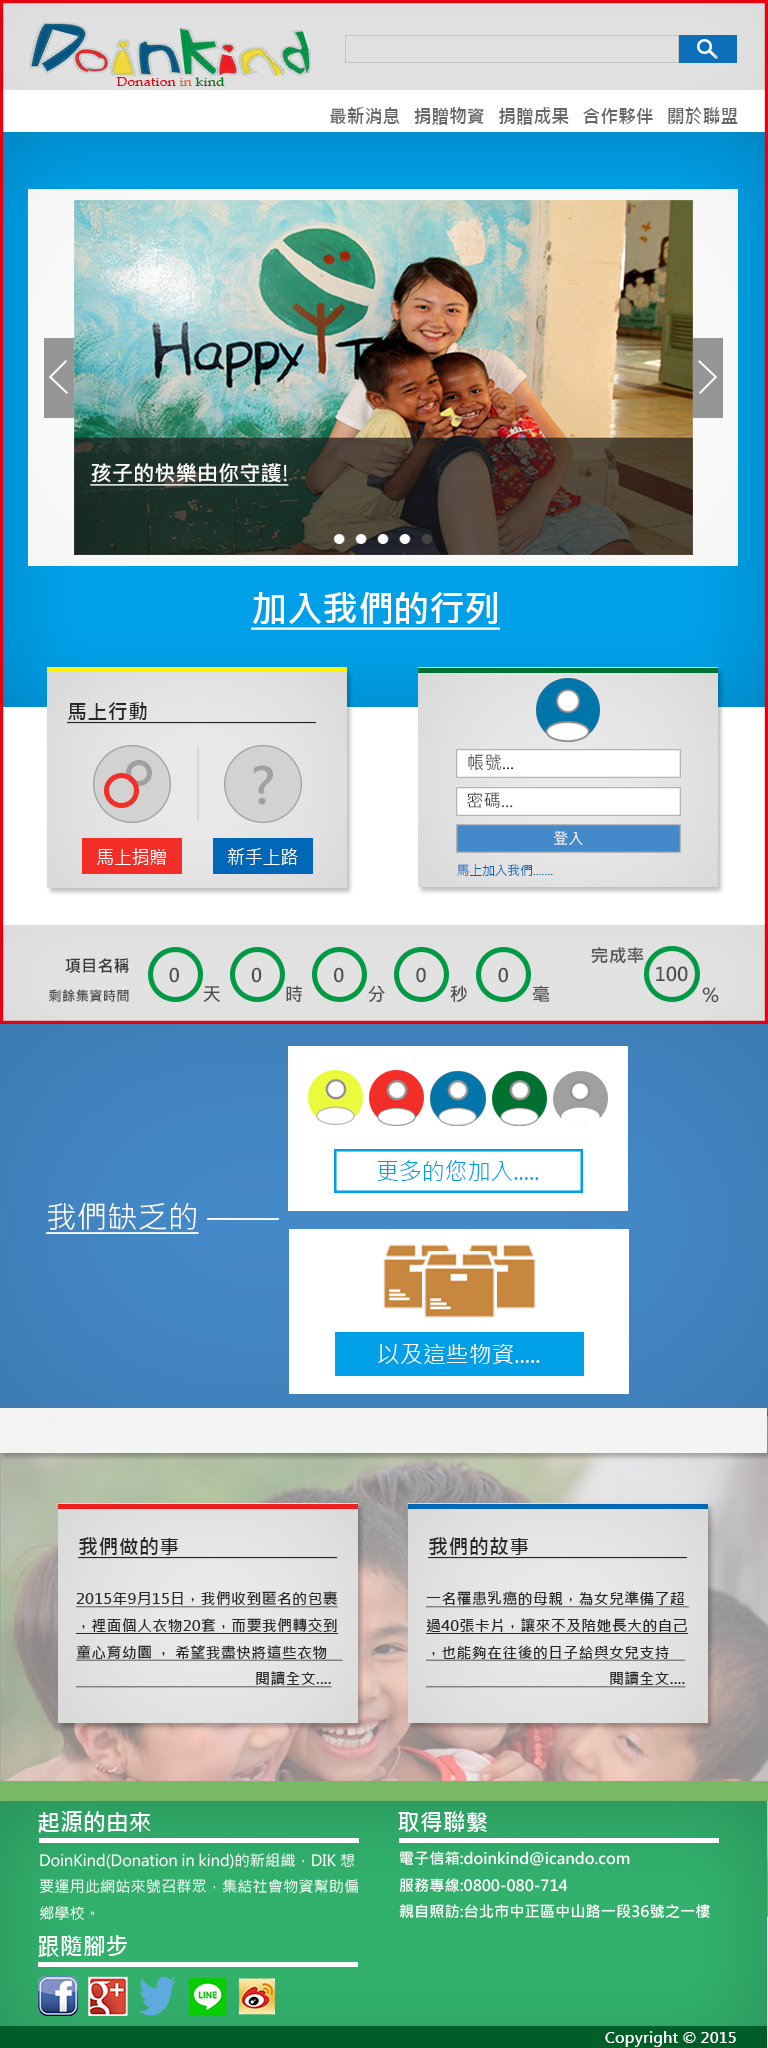 DoinKind
Donation in kind
最新消息 捐贈物資 捐贈成果 合作夥伴 關於聯盟
Happy T
孩子的快樂由你守護!
加入我們的行列
馬上行動
?
馬上捐贈 新手上路
帳號...
密碼...
登入
馬上加入我們.......
項目名稱
剩餘集資時間
0 天 0 時 0 分 0 秒 0 毫
完成率 100 %
更多的您加入.....
我們缺乏的
以及這些物資.....
我們做的事
2015年9月15日，我們收到匿名的包裹
，裡面個人衣物20套，而要我們轉交到
童心育幼園 ， 希望我盡快將這些衣物
閱讀全文....
我們的故事
一名罹患乳癌的母親，為女兒準備了超
過40張卡片，讓來不及陪她長大的自己
，也能夠在往後的日子給與女兒支持
閱讀全文....
起源的由來
DoinKind(Donation in kind)的新組織，DIK 想
要運用此網站來號召群眾，集結社會物資幫助偏
鄉學校。
跟隨腳步
f g+ LINE
取得聯繫
電子信箱:doinkind@icando.com
服務專線:0800-080-714
親自照訪:台北市中正區中山路一段36號之一樓
Copyright © 2015